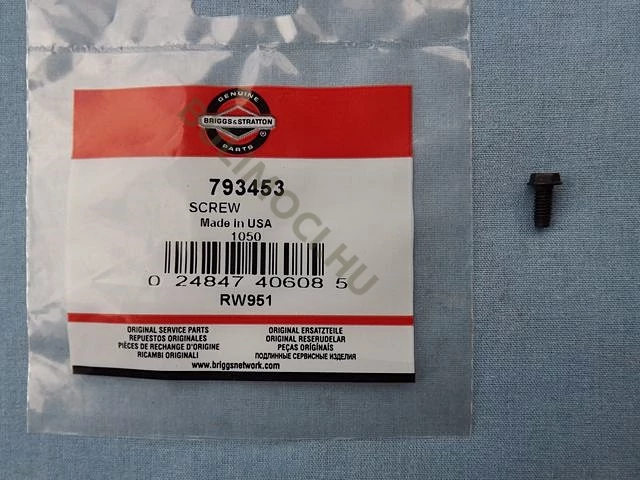 GENUINE
BRIGGS & STRATTON
®
PARTS
793453
SCREW
Made in USA
1050
0 24847 40608 5
RW951
ORIGINAL SERVICE PARTS
REPUESTOS ORIGINALES
PIÈCES DE RECHANGE D'ORIGINE
RICAMBI ORIGINALI
ORIGINAL ERSATZTEILE
ORIGINAL RESERUDELAR
PEÇAS ORIGINAIS
ПОДЛИННЫЕ СЕРВИСНЫЕ ИЗДЕЛИЯ
www.briggsnetwork.com